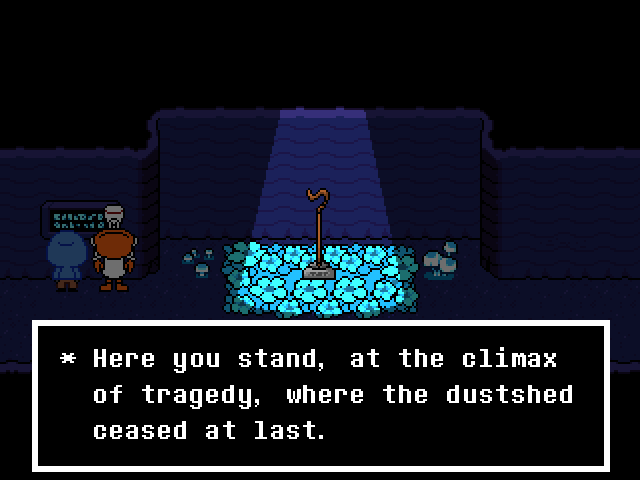 * Here you stand, at the climax
of tragedy, where the dustshed
ceased at last.